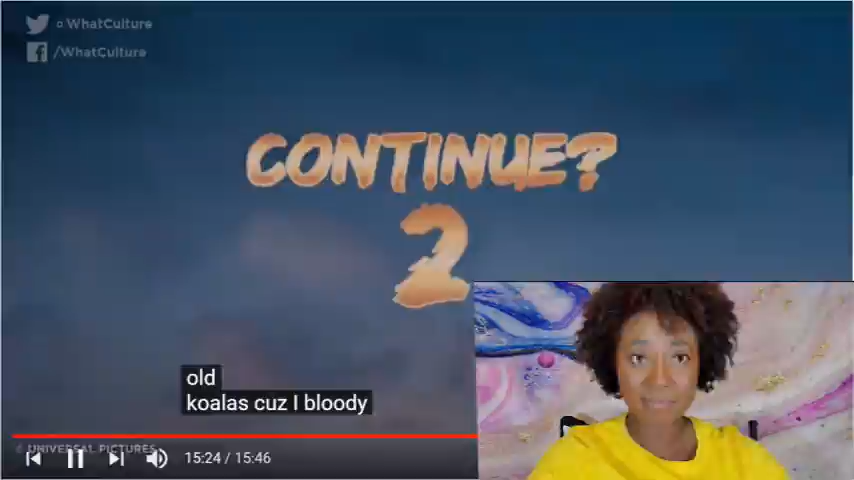 @WhatCulture
/WhatCulture
CONTINUE?
2
old
koalas cuz I bloody
UNIVERSAL PICTURES
15:24 / 15:46